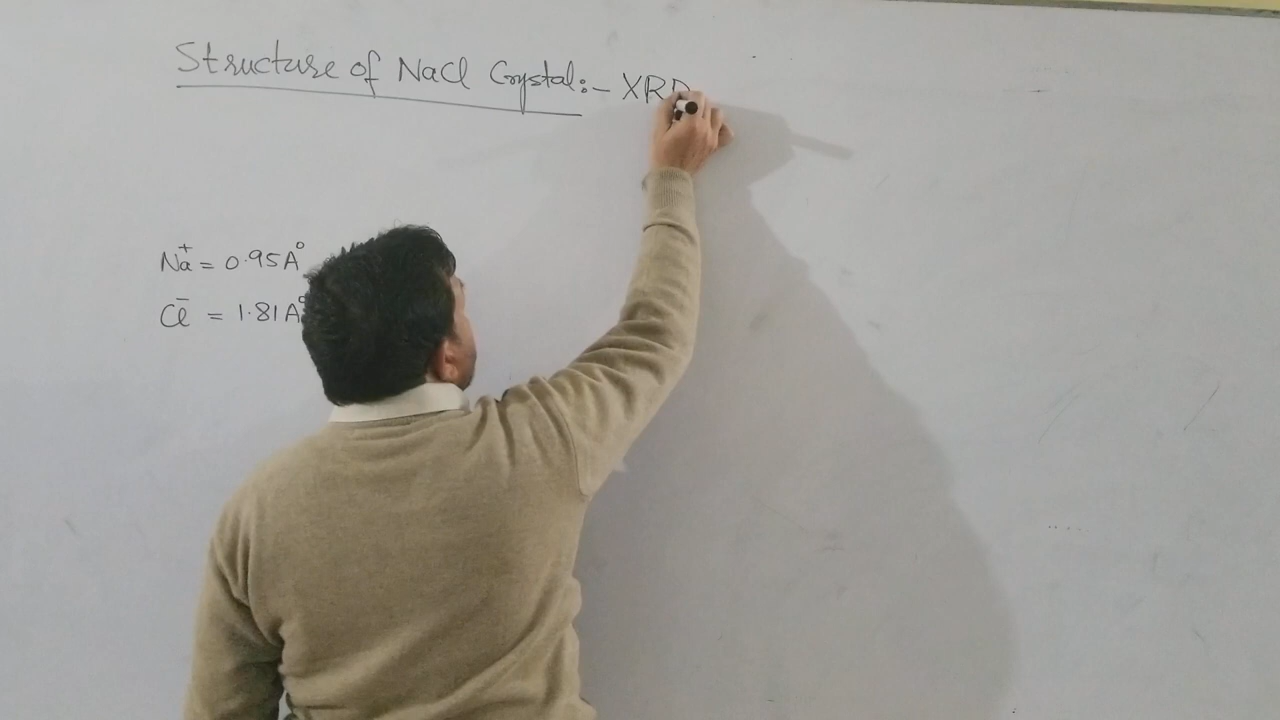 Structure of NaCl Crystal:- XRD
Na⁺ = 0.95A°
Cl⁻ = 1.81A°